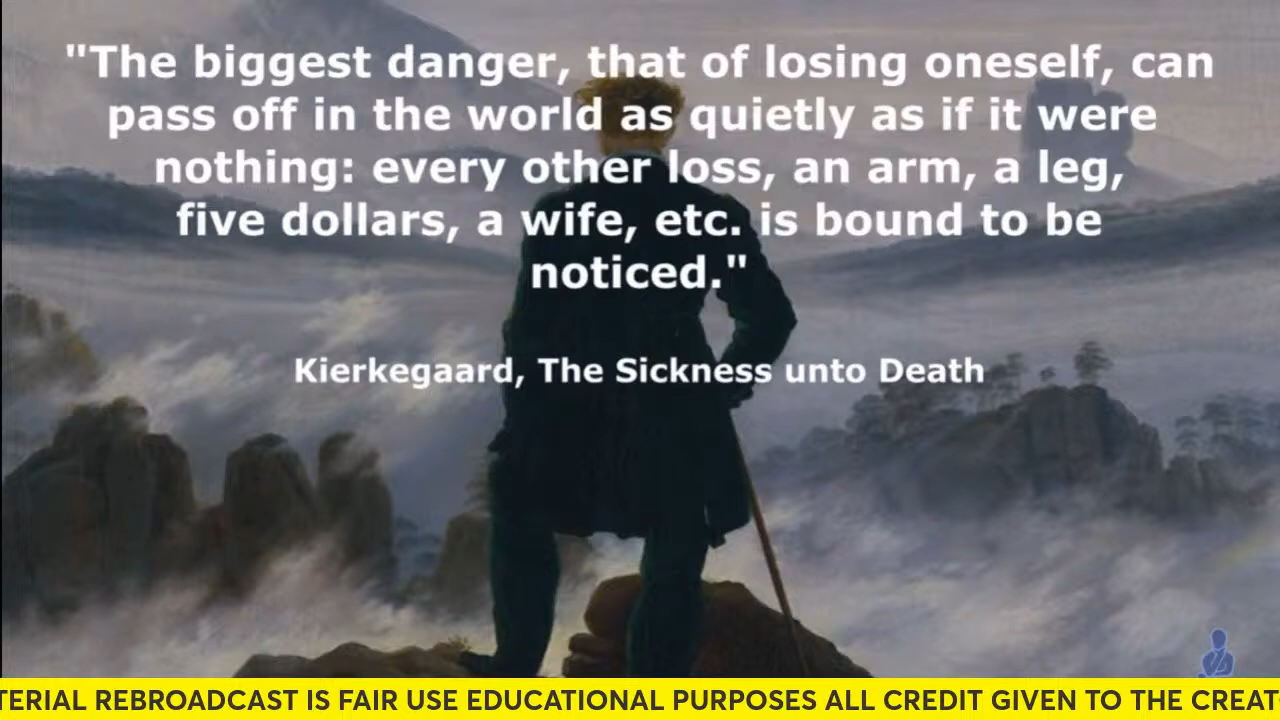 "The biggest danger, that of losing oneself, can
pass off in the world as quietly as if it were
nothing: every other loss, an arm, a leg,
five dollars, a wife, etc. is bound to be
noticed."
Kierkegaard, The Sickness unto Death
TERIAL REBROADCAST IS FAIR USE EDUCATIONAL PURPOSES ALL CREDIT GIVEN TO THE CREAT